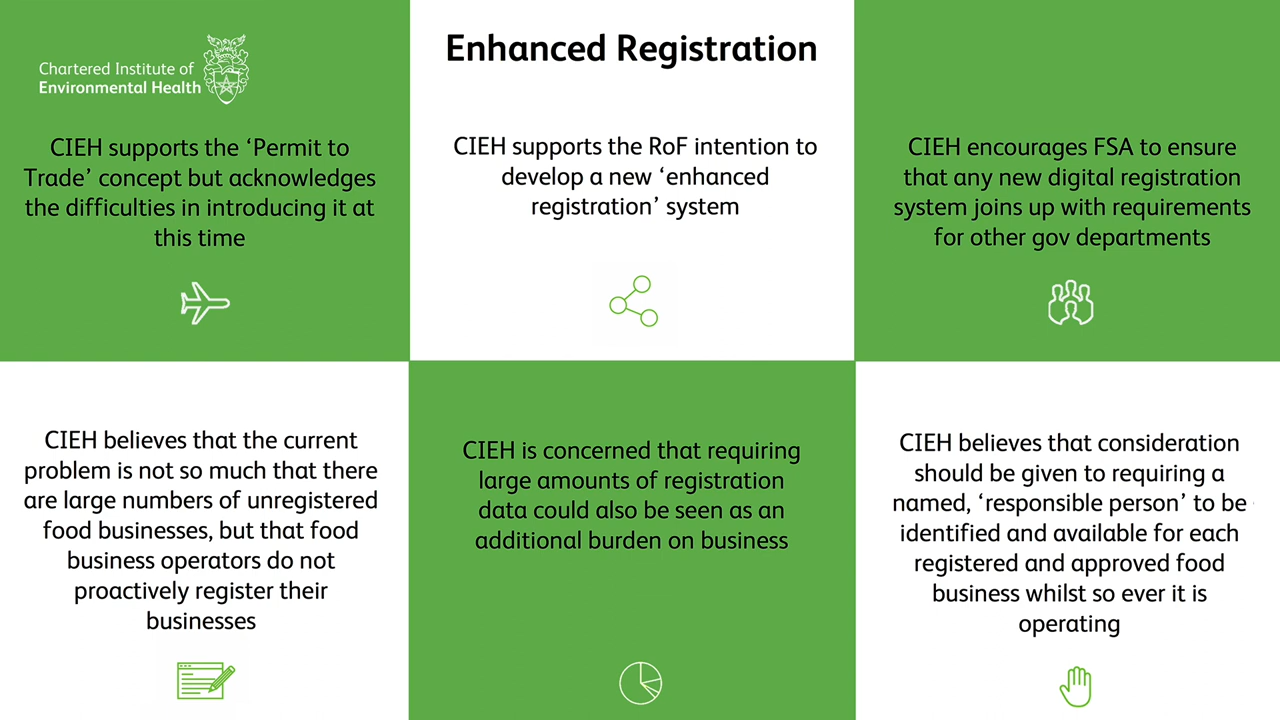 Chartered Institute of
Environmental Health
Enhanced Registration
CIEH supports the ‘Permit to
Trade’ concept but acknowledges
the difficulties in introducing it at
this time
CIEH supports the RoF intention to
develop a new ‘enhanced
registration’ system
CIEH encourages FSA to ensure
that any new digital registration
system joins up with requirements
for other gov departments
CIEH believes that the current
problem is not so much that there
are large numbers of unregistered
food businesses, but that food
business operators do not
proactively register their
businesses
CIEH is concerned that requiring
large amounts of registration
data could also be seen as an
additional burden on business
CIEH believes that consideration
should be given to requiring a
named, ‘responsible person’ to be
identified and available for each
registered and approved food
business whilst so ever it is
operating